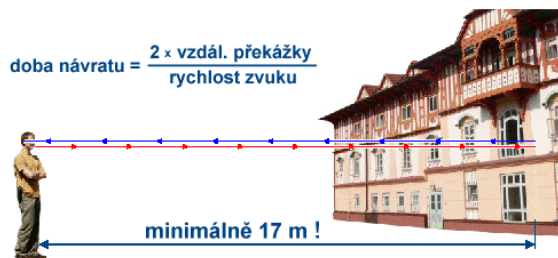 doba návratu = 2 x vzdál. překážky
rychlost zvuku
minimálně 17 m !